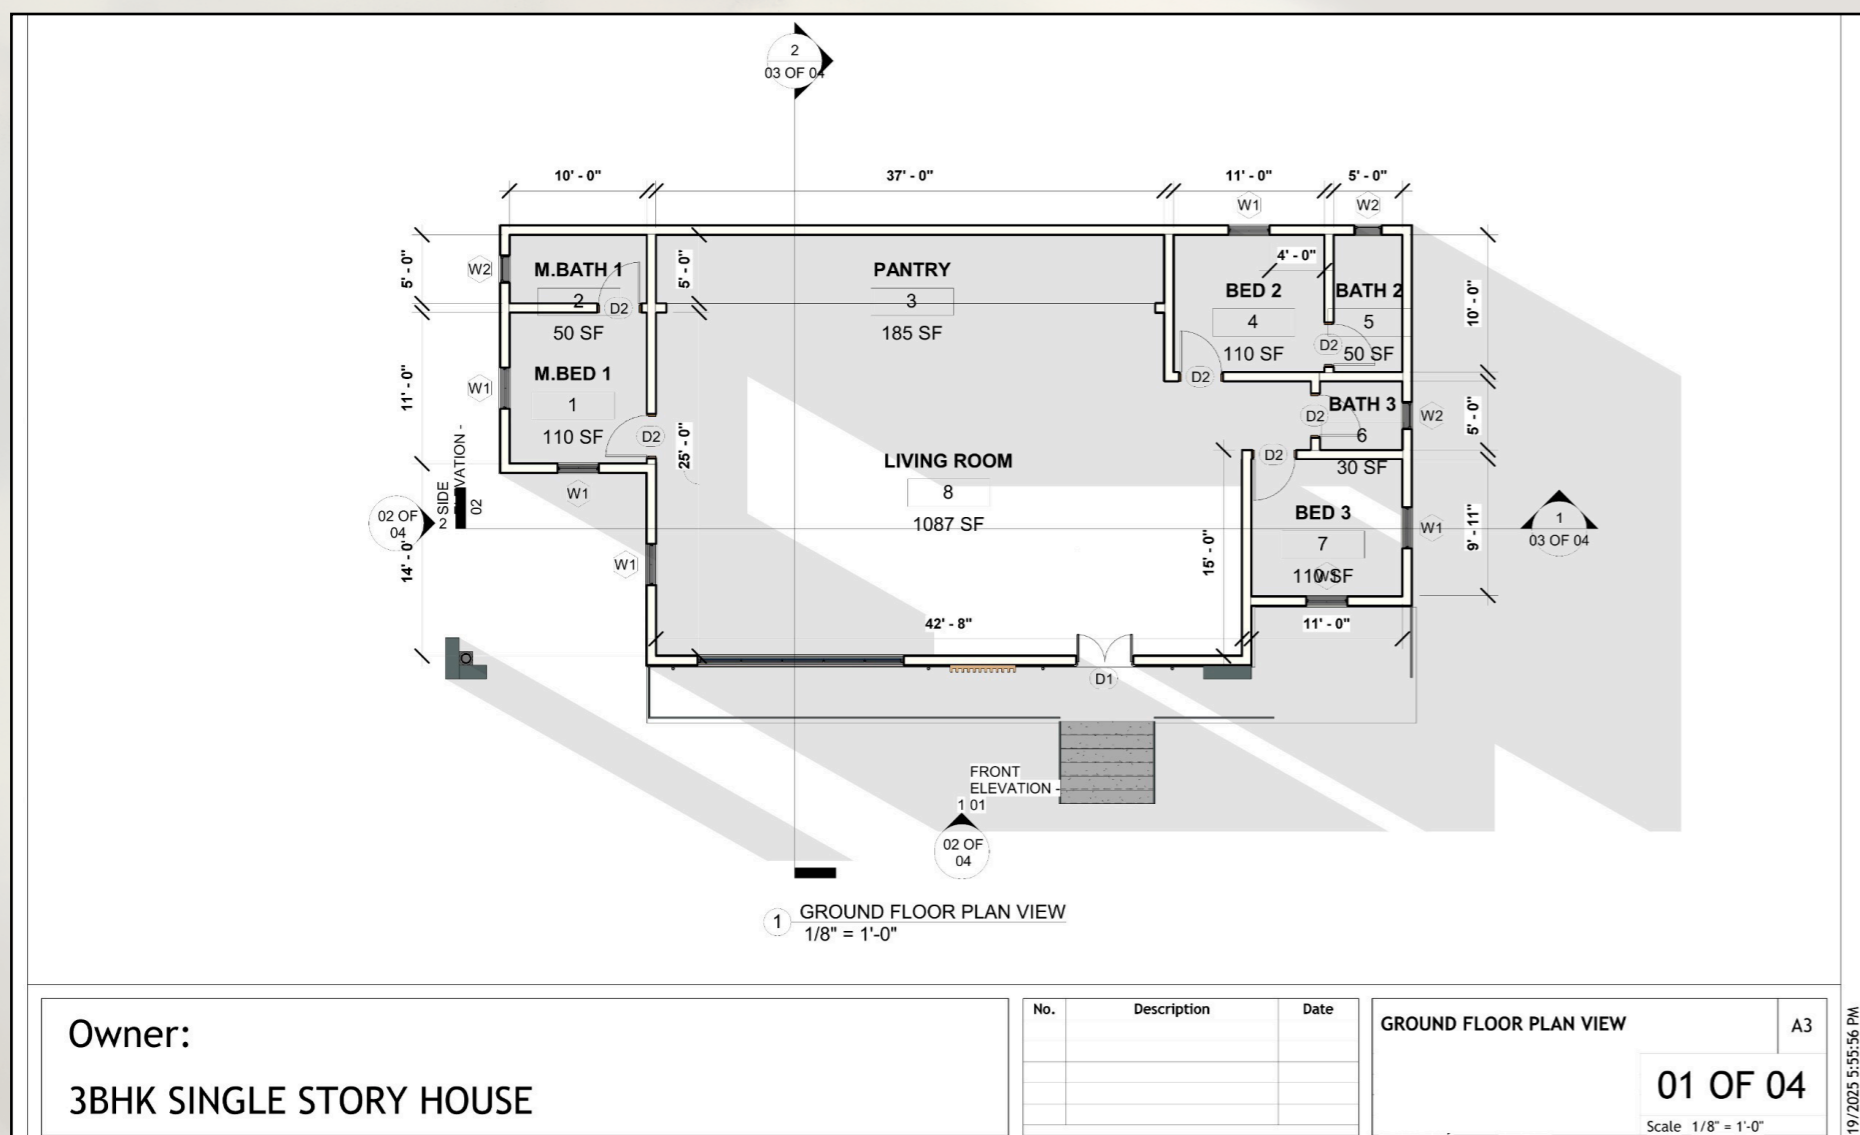 2
03 OF 04
10' - 0"
37' - 0"
11' - 0"
5' - 0"
W1
W2
5' - 0"
W2
M.BATH 1
2
D2
50 SF
5' - 0"
PANTRY
3
185 SF
4' - 0"
BED 2
4
110 SF
BATH 2
5
D2
50 SF
10' - 0"
11' - 0"
W1
M.BED 1
1
110 SF
D2
D2
BATH 3
D2
6
30 SF
W2
5' - 0"
25' - 0"
LIVING ROOM
8
1087 SF
D2
BED 3
7
110 SF
W1
W1
9' - 11"
1
03 OF 04
SIDE
ELEVATION -
02
2
02 OF
04
W1
14' - 0"
W1
15' - 0"
42' - 8"
11' - 0"
D1
FRONT
ELEVATION -
1 01
02 OF
04
1
GROUND FLOOR PLAN VIEW
1/8" = 1'-0"
Owner:
3BHK SINGLE STORY HOUSE
No. Description Date
GROUND FLOOR PLAN VIEW
A3
01 OF 04
Scale 1/8" = 1'-0"
19/2025 5:55:56 PM